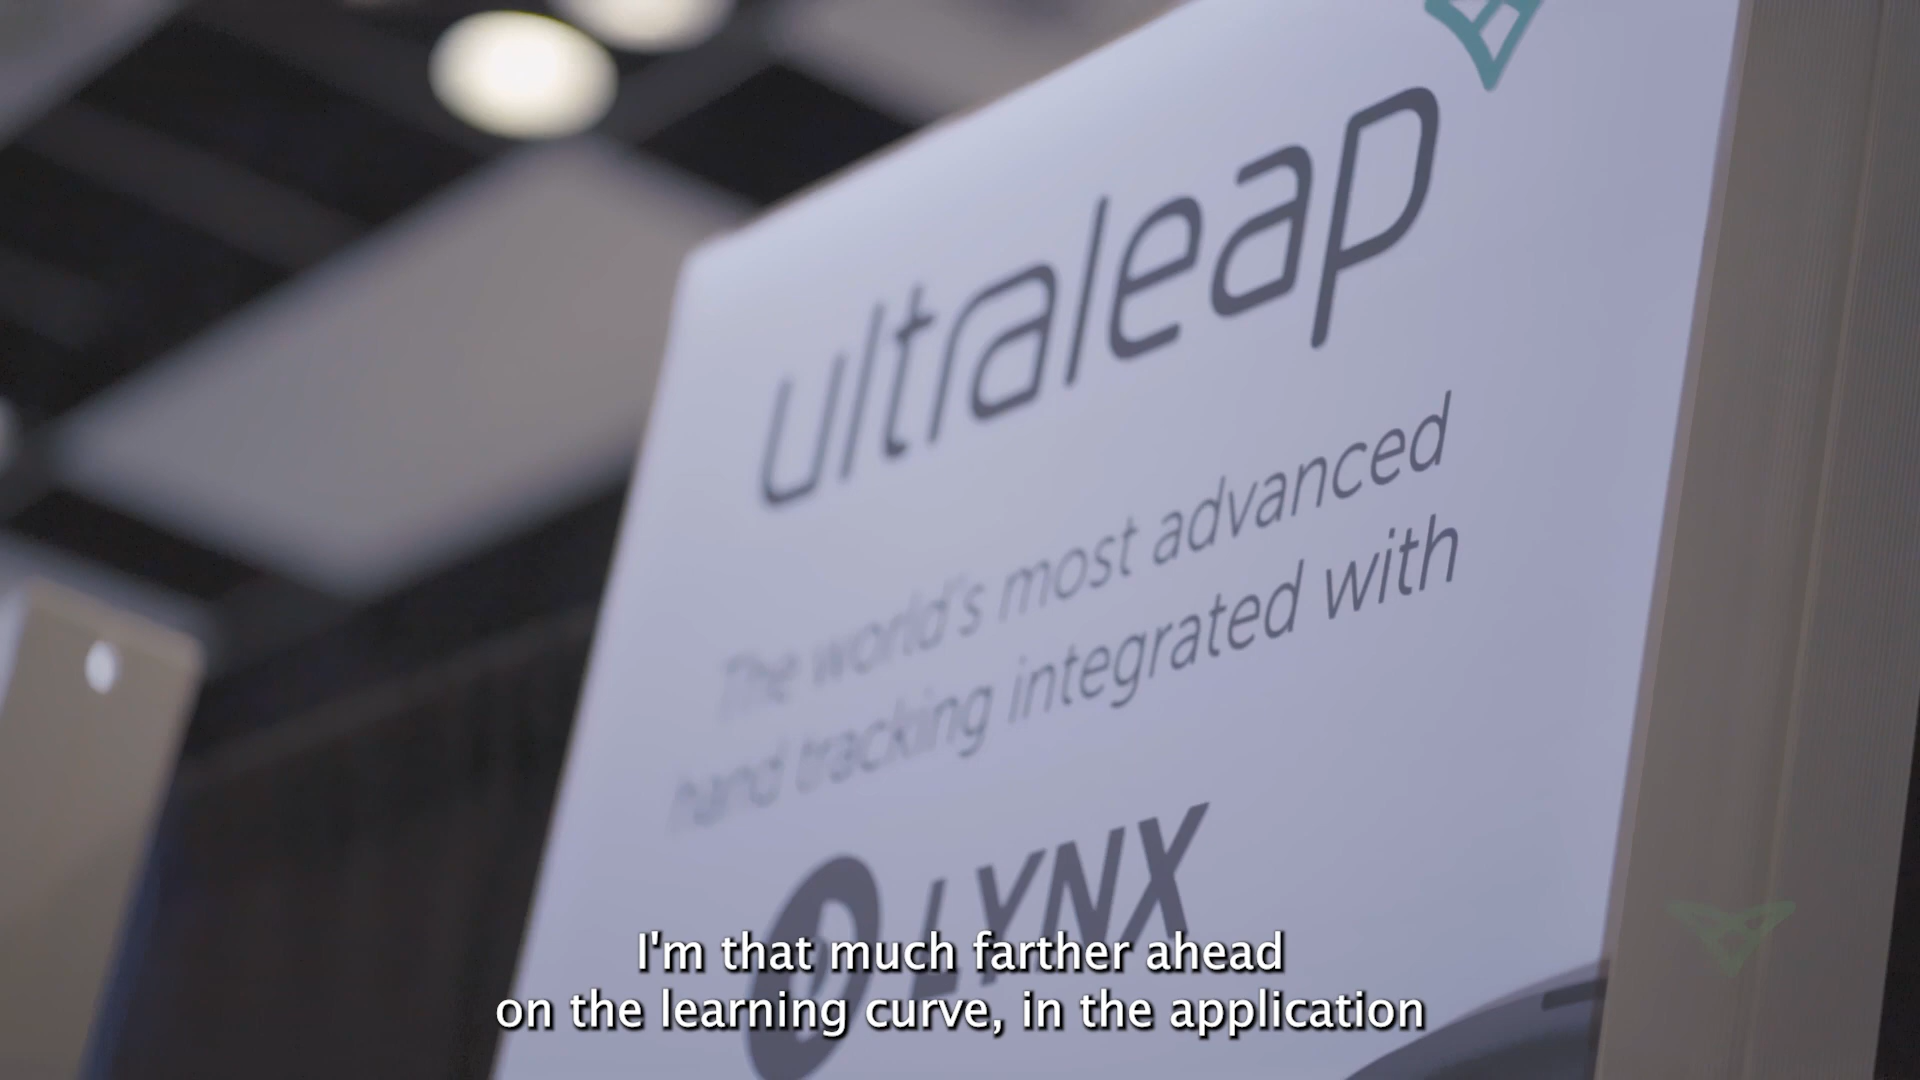 ultraleap
The world's most advanced
hand tracking integrated with
LYNX
I'm that much farther ahead
on the learning curve, in the application